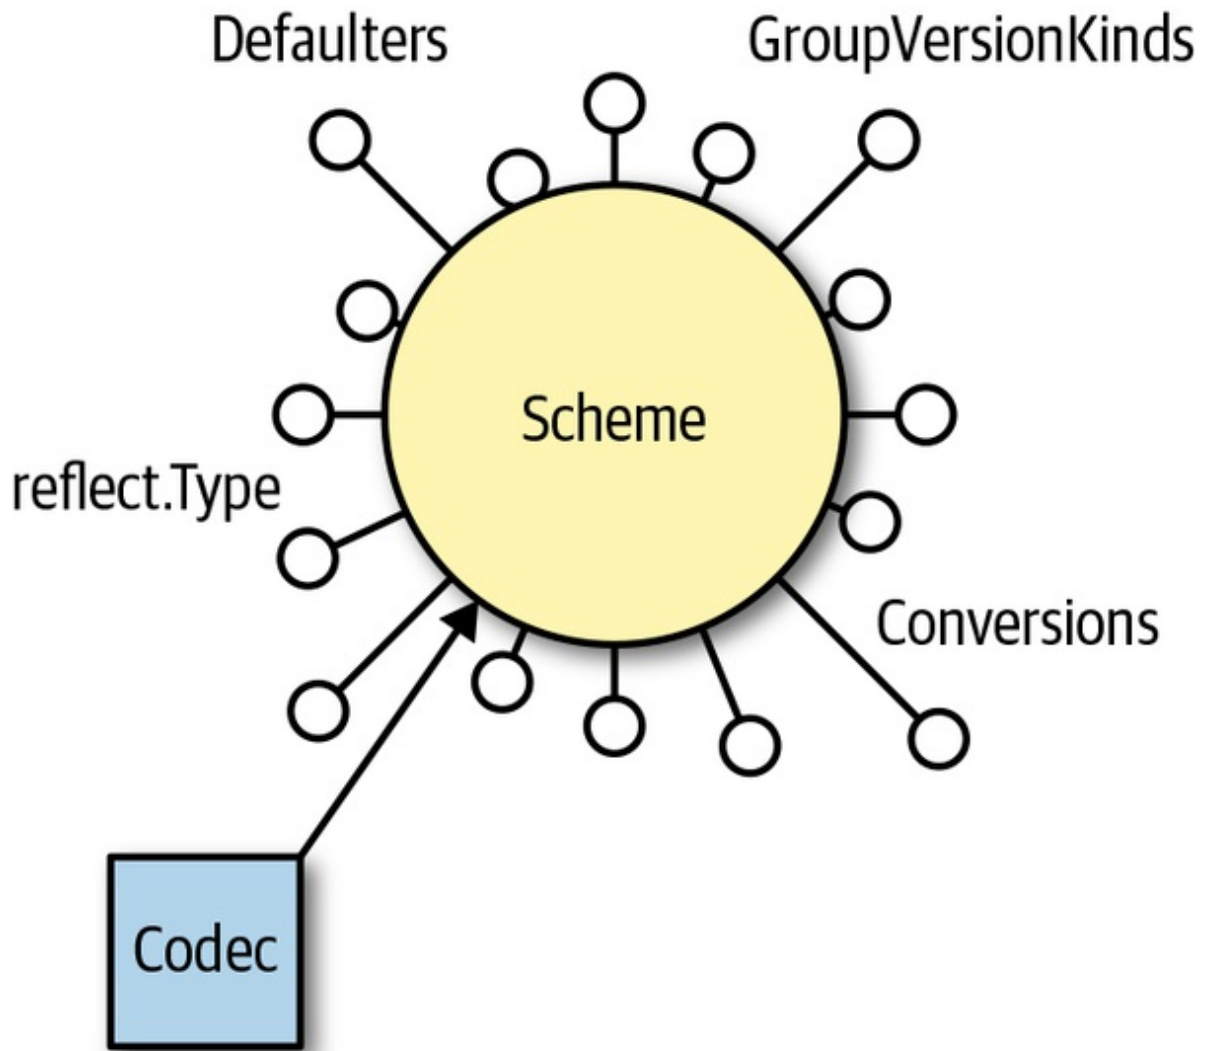 Defaulters
GroupVersionKinds
Scheme
reflect.Type
Conversions
Codec